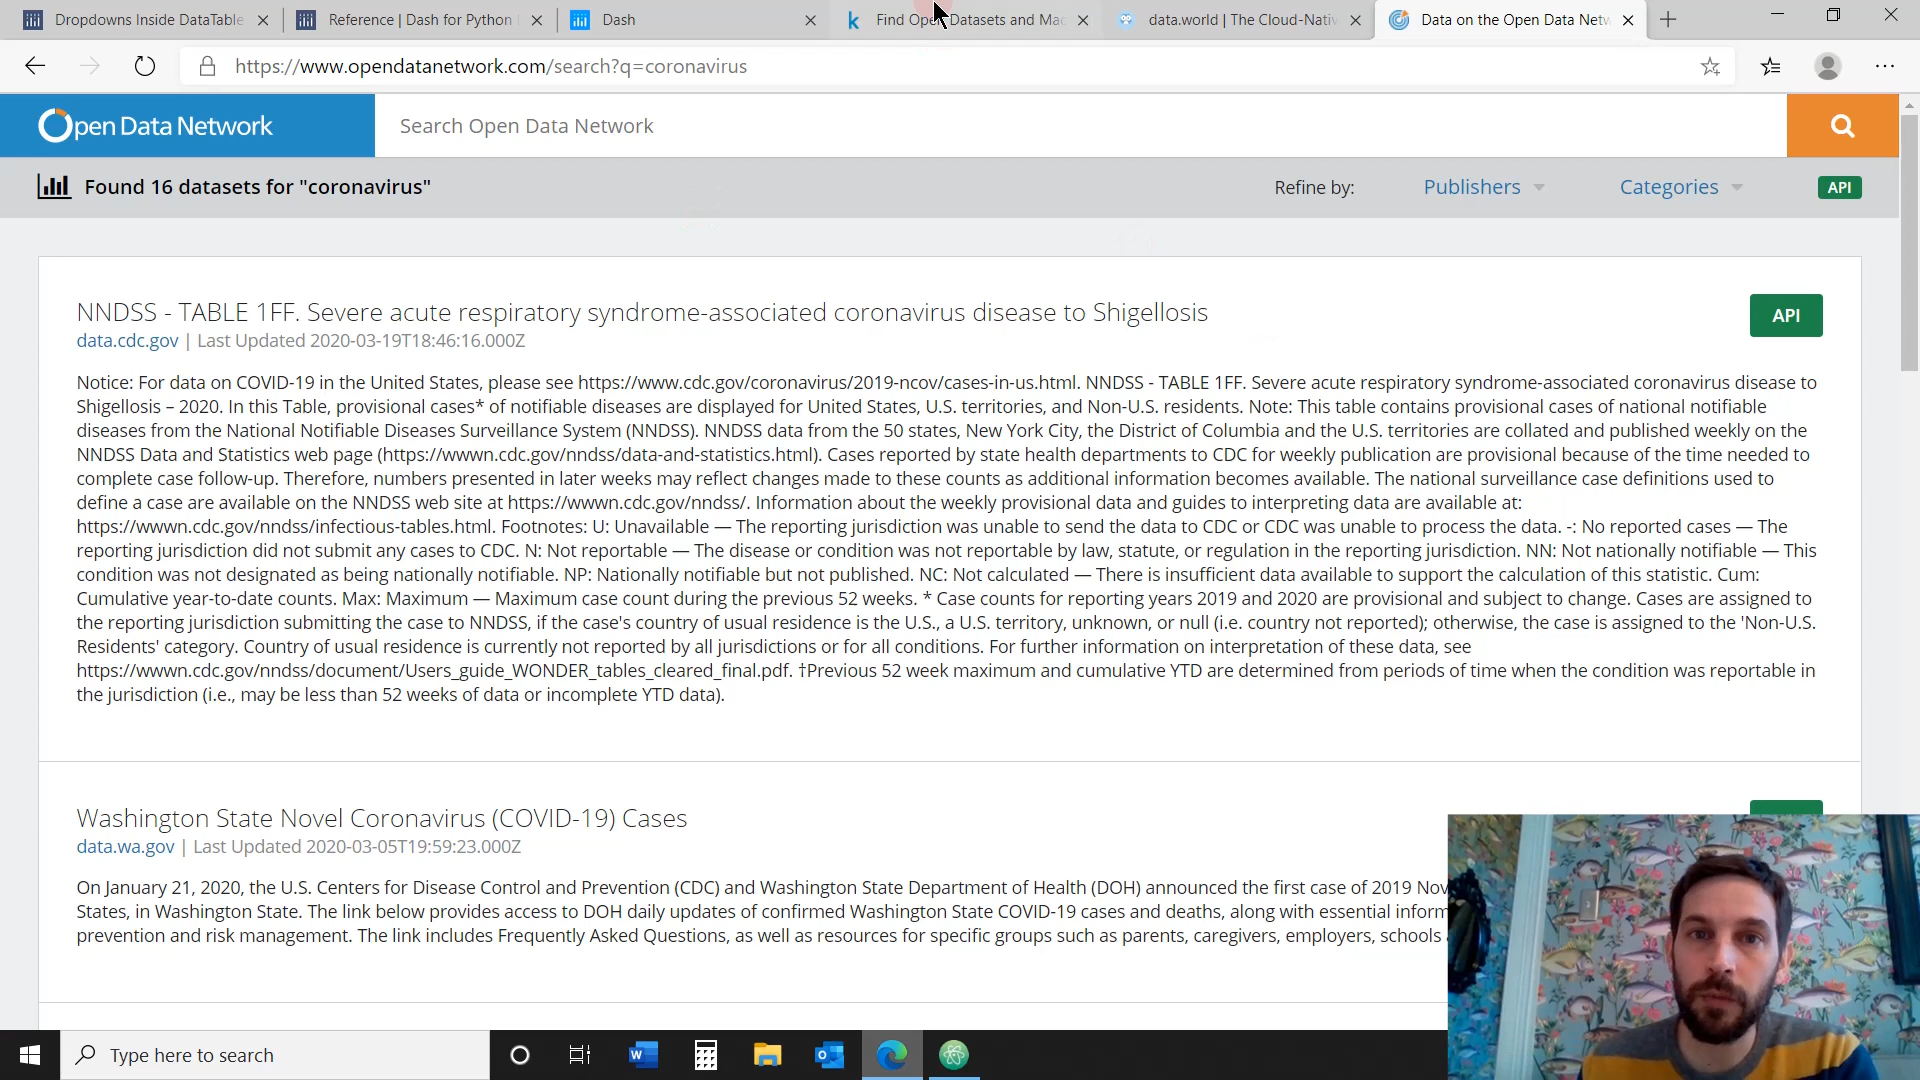 Dropdowns Inside DataTable
Reference | Dash for Python
Dash
Find Open Datasets and Mac
data.world | The Cloud-Nativ
Data on the Open Data Netw
https://www.opendatanetwork.com/search?q=coronavirus
Open Data Network
Search Open Data Network
Found 16 datasets for "coronavirus"
Refine by:
Publishers
Categories
API
NNDSS - TABLE 1FF. Severe acute respiratory syndrome-associated coronavirus disease to Shigellosis
API
data.cdc.gov | Last Updated 2020-03-19T18:46:16.000Z
Notice: For data on COVID-19 in the United States, please see https://www.cdc.gov/coronavirus/2019-ncov/cases-in-us.html. NNDSS - TABLE 1FF. Severe acute respiratory syndrome-associated coronavirus disease to
Shigellosis – 2020. In this Table, provisional cases* of notifiable diseases are displayed for United States, U.S. territories, and Non-U.S. residents. Note: This table contains provisional cases of national notifiable
diseases from the National Notifiable Diseases Surveillance System (NNDSS). NNDSS data from the 50 states, New York City, the District of Columbia and the U.S. territories are collated and published weekly on the
NNDSS Data and Statistics web page (https://wwwn.cdc.gov/nndss/data-and-statistics.html). Cases reported by state health departments to CDC for weekly publication are provisional because of the time needed to
complete case follow-up. Therefore, numbers presented in later weeks may reflect changes made to these counts as additional information becomes available. The national surveillance case definitions used to
define a case are available on the NNDSS web site at https://wwwn.cdc.gov/nndss/. Information about the weekly provisional data and guides to interpreting data are available at:
https://wwwn.cdc.gov/nndss/infectious-tables.html. Footnotes: U: Unavailable — The reporting jurisdiction was unable to send the data to CDC or CDC was unable to process the data. -: No reported cases — The
reporting jurisdiction did not submit any cases to CDC. N: Not reportable — The disease or condition was not reportable by law, statute, or regulation in the reporting jurisdiction. NN: Not nationally notifiable — This
condition was not designated as being nationally notifiable. NP: Nationally notifiable but not published. NC: Not calculated — There is insufficient data available to support the calculation of this statistic. Cum:
Cumulative year-to-date counts. Max: Maximum — Maximum case count during the previous 52 weeks. * Case counts for reporting years 2019 and 2020 are provisional and subject to change. Cases are assigned to
the reporting jurisdiction submitting the case to NNDSS, if the case's country of usual residence is the U.S., a U.S. territory, unknown, or null (i.e. country not reported); otherwise, the case is assigned to the 'Non-U.S.
Residents' category. Country of usual residence is currently not reported by all jurisdictions or for all conditions. For further information on interpretation of these data, see
https://wwwn.cdc.gov/nndss/document/Users_guide_WONDER_tables_cleared_final.pdf. †Previous 52 week maximum and cumulative YTD are determined from periods of time when the condition was reportable in
the jurisdiction (i.e., may be less than 52 weeks of data or incomplete YTD data).
Washington State Novel Coronavirus (COVID-19) Cases
data.wa.gov | Last Updated 2020-03-05T19:59:23.000Z
On January 21, 2020, the U.S. Centers for Disease Control and Prevention (CDC) and Washington State Department of Health (DOH) announced the first case of 2019 Nov
States, in Washington State. The link below provides access to DOH daily updates of confirmed Washington State COVID-19 cases and deaths, along with essential inform
prevention and risk management. The link includes Frequently Asked Questions, as well as resources for specific groups such as parents, caregivers, employers, schools
Type here to search